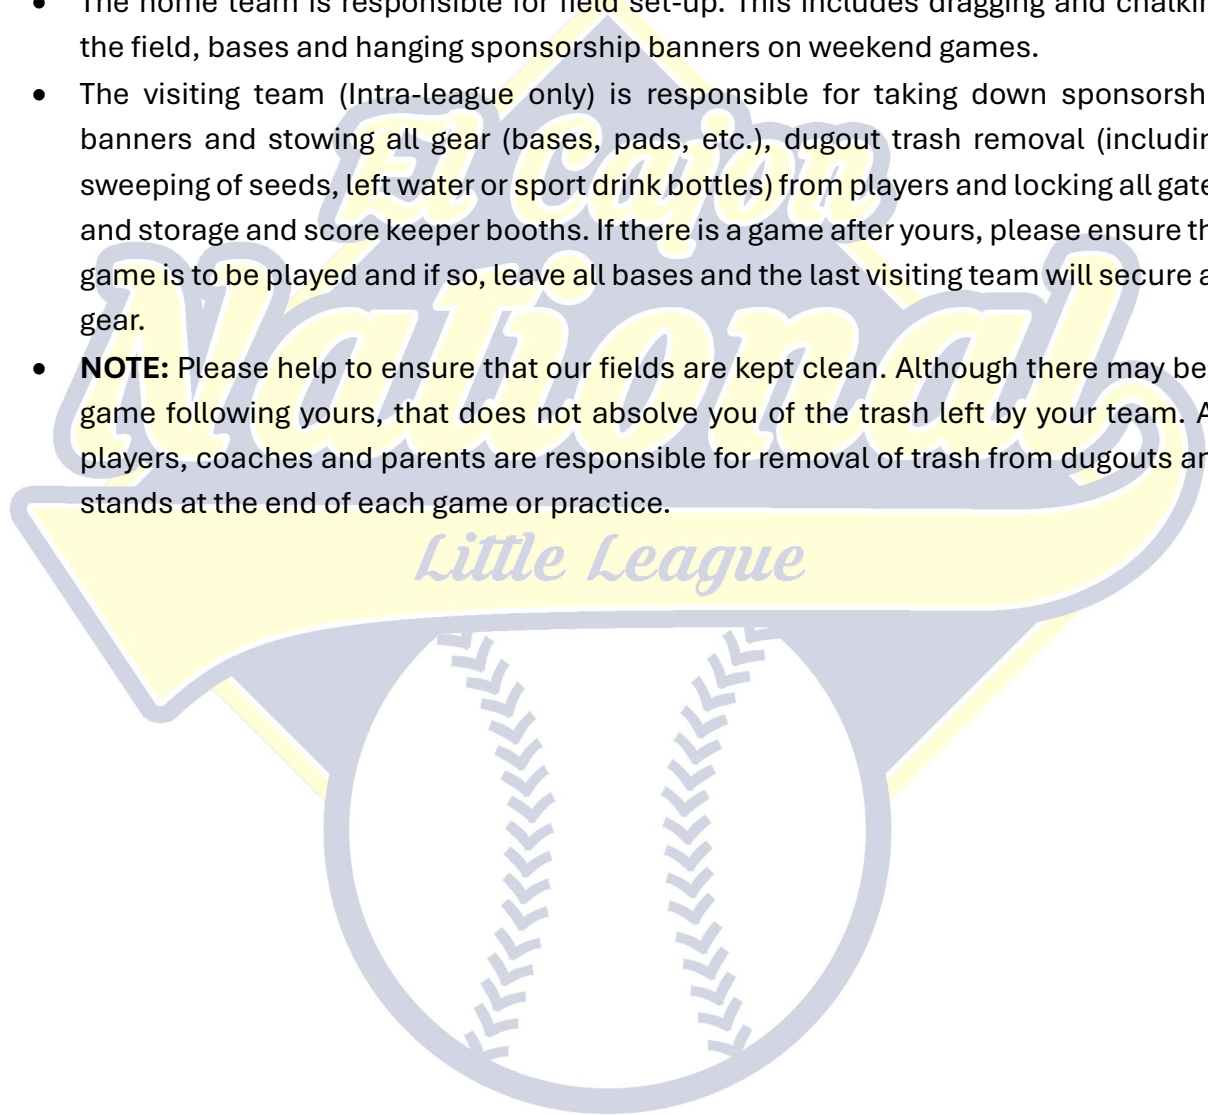 • The home team is responsible for field set-up. This includes dragging and chalkin
the field, bases and hanging sponsorship banners on weekend games.
• The visiting team (Intra-league only) is responsible for taking down sponsorsh
banners and stowing all gear (bases, pads, etc.), dugout trash removal (includin
sweeping of seeds, left water or sport drink bottles) from players and locking all gate
and storage and score keeper booths. If there is a game after yours, please ensure th
game is to be played and if so, leave all bases and the last visiting team will secure a
gear.
• NOTE: Please help to ensure that our fields are kept clean. Although there may be
game following yours, that does not absolve you of the trash left by your team. A
players, coaches and parents are responsible for removal of trash from dugouts an
stands at the end of each game or practice.
El Cajon
National
Little League